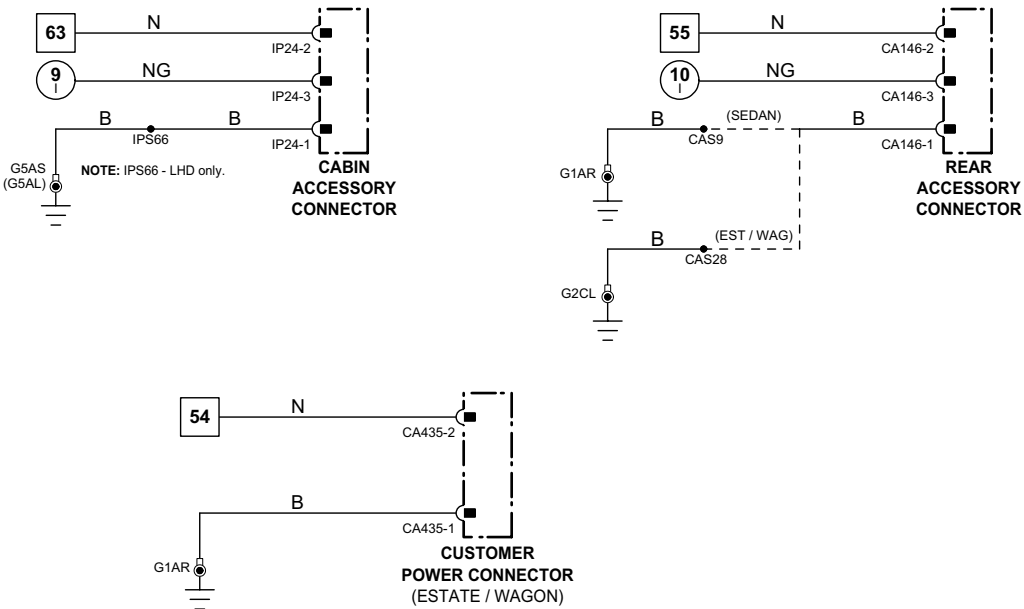 63
N
IP24-2
9
I
NG
IP24-3
B
B
IPS66
IP24-1
G5AS
(G5AL)
NOTE: IPS66 - LHD only.
CABIN
ACCESSORY
CONNECTOR
55
N
CA146-2
10
I
NG
CA146-3
B
(SEDAN)
B
CAS9
CA146-1
G1AR
REAR
ACCESSORY
CONNECTOR
B
(EST / WAG)
CAS28
G2CL
54
N
CA435-2
B
CA435-1
G1AR
CUSTOMER
POWER CONNECTOR
(ESTATE / WAGON)